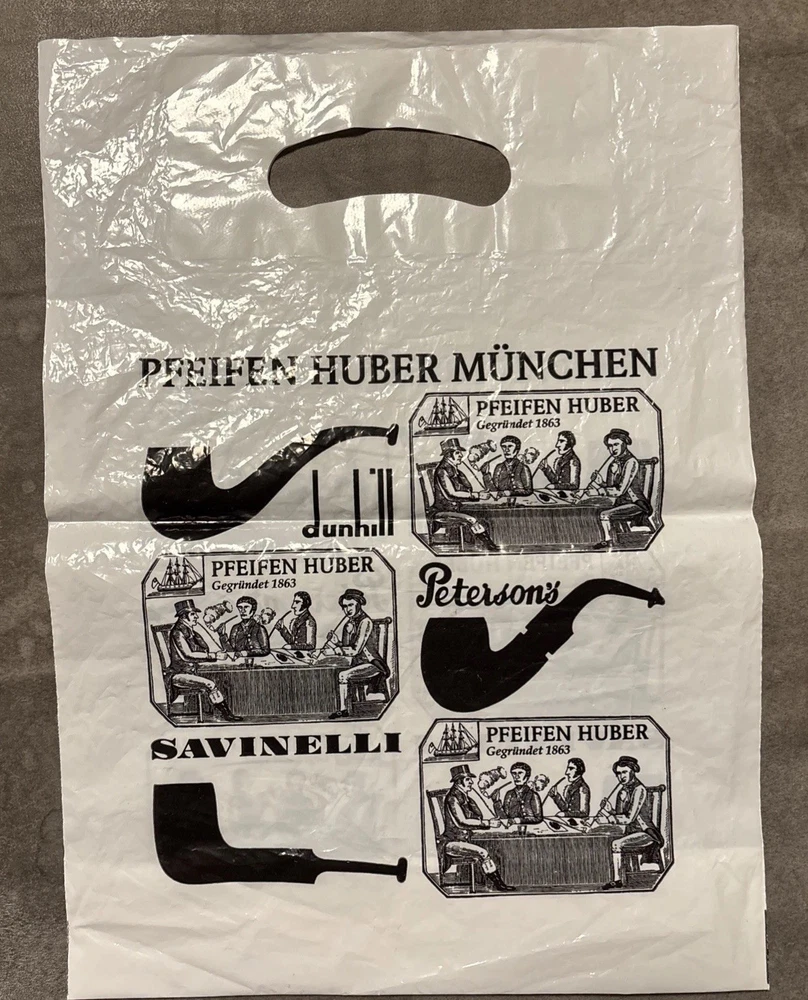 PFEIFEN HUBER MÜNCHEN
dunhill
PFEIFEN HUBER
Gegründet 1863
PFEIFEN HUBER
Gegründet 1863
Peterson's
SAVINELLI
PFEIFEN HUBER
Gegründet 1863